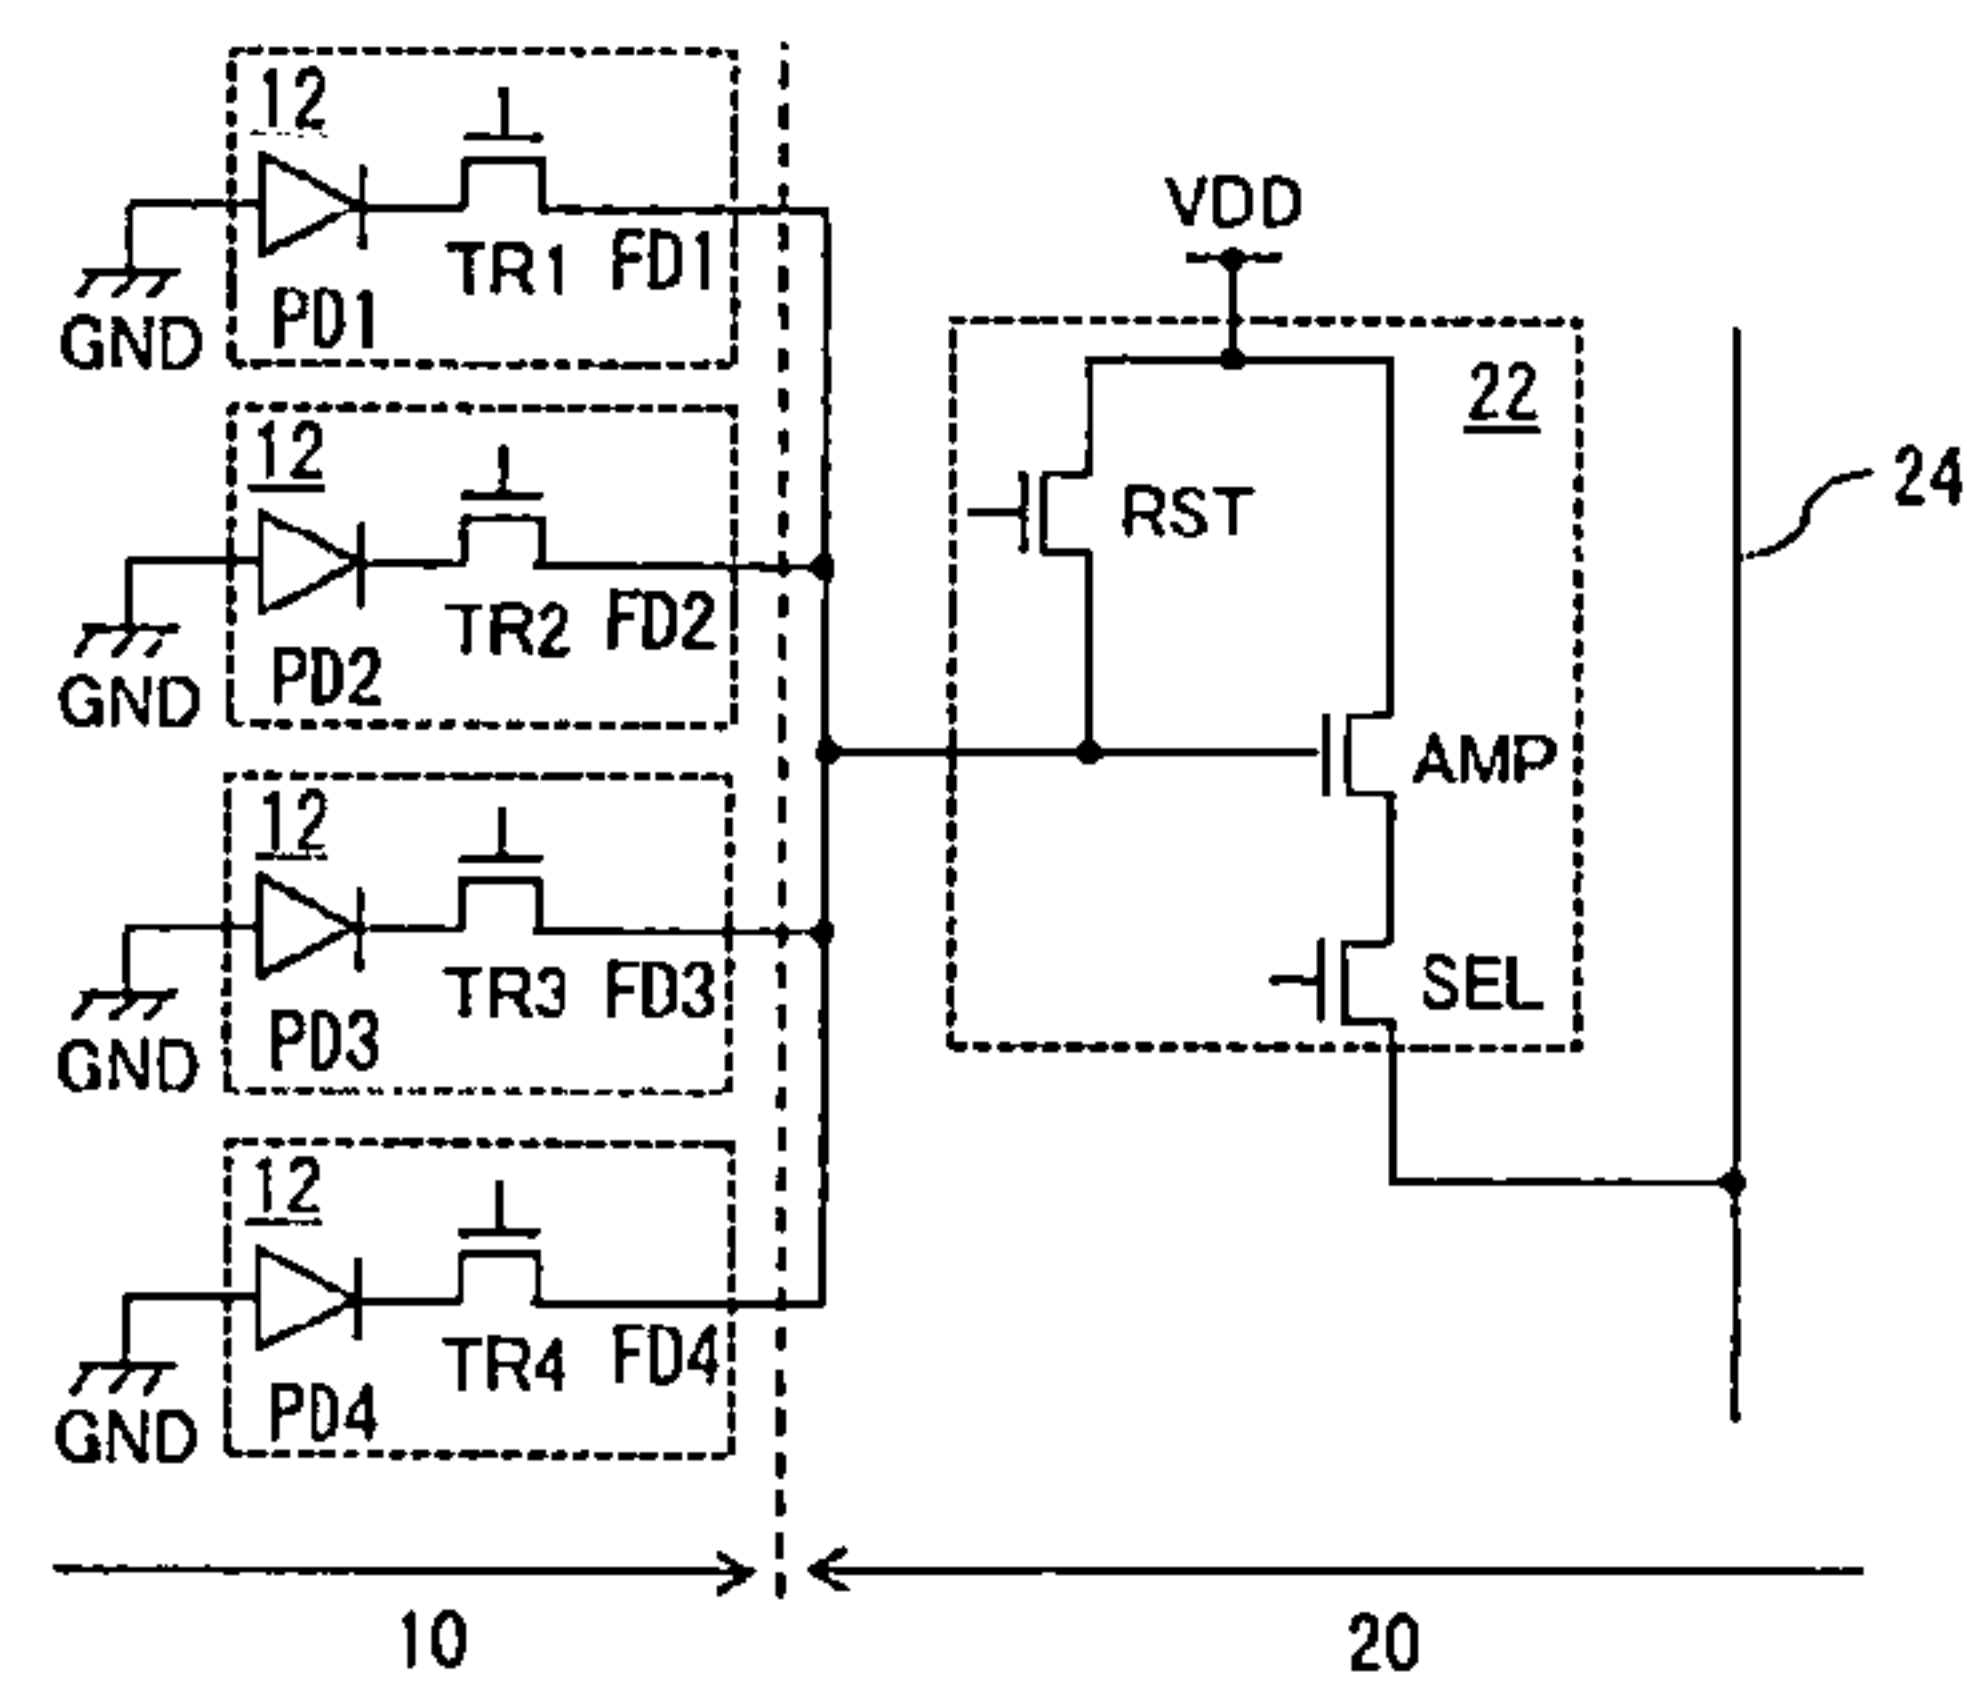 12
TR1 FD1
PD1
GND
12
TR2 FD2
PD2
GND
12
TR3 FD3
PD3
GND
12
TR4 FD4
PD4
GND
VDD
22
RST
AMP
SEL
24
10
20